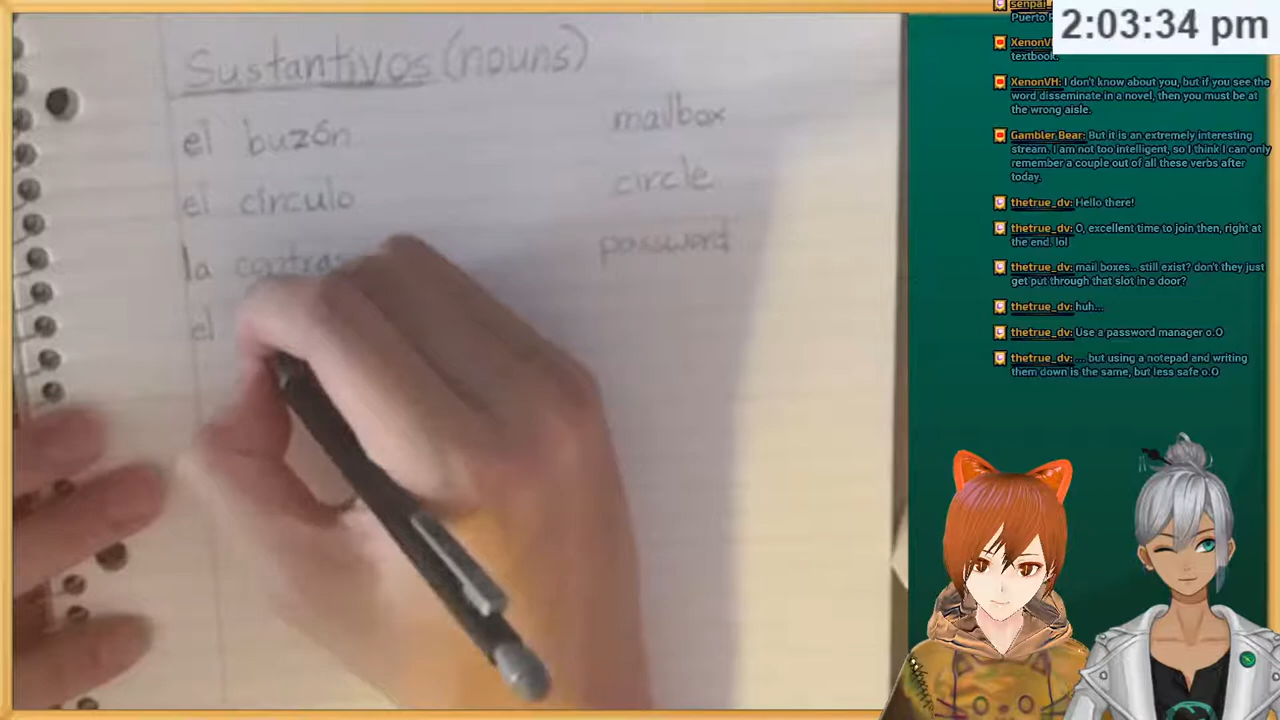 Sustantivos (nouns)
el buzón mailbox
el círculo circle
la contras password
el
2:03:34 pm
senpai_
Puerto
XenonV
textbook.
XenonVH: I don't know about you, but if you see the
word disseminate in a novel, then you must be at
the wrong aisle.
Gambler Bear: But it is an extremely interesting
stream. I am not too intelligent, so I think I can only
remember a couple out of all these verbs after
today.
thetrue_dv: Hello there!
thetrue_dv: O, excellent time to join then, right at
the end. lol
thetrue_dv: mail boxes.. still exist? don't they just
get put through that slot in a door?
thetrue_dv: huh...
thetrue_dv: Use a password manager o.O
thetrue_dv: ... but using a notepad and writing
them down is the same, but less safe o.O